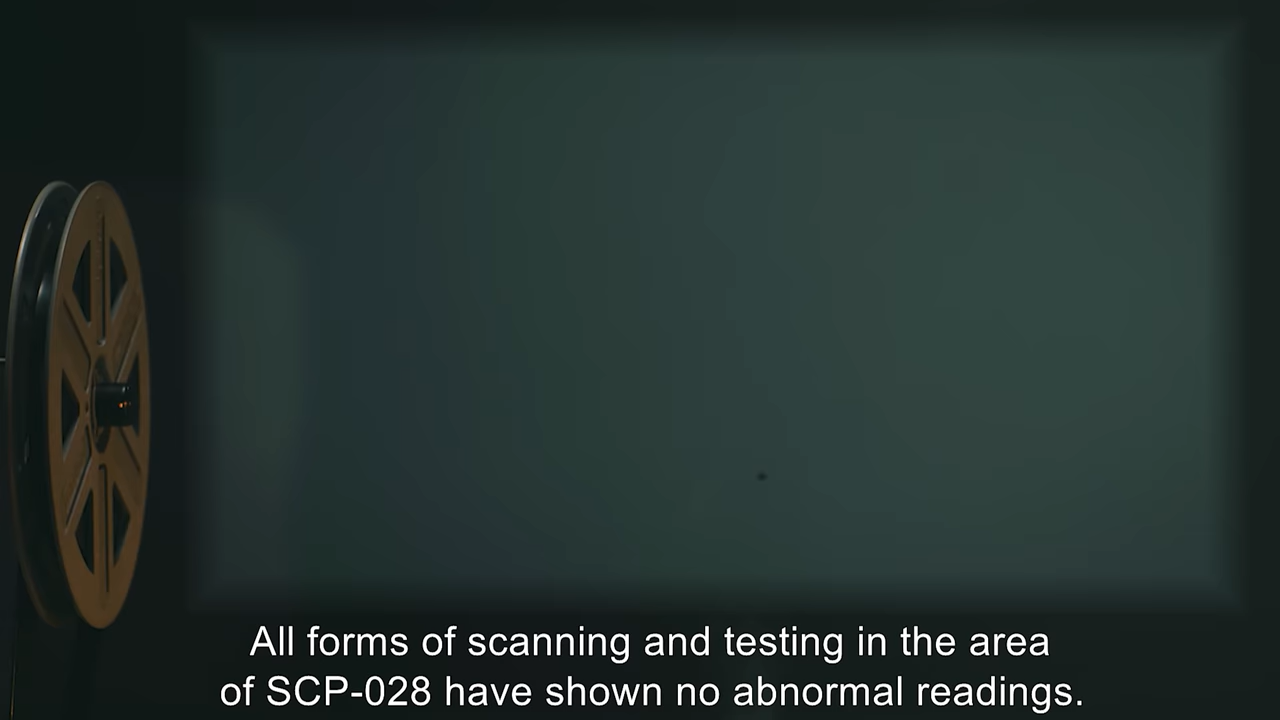 All forms of scanning and testing in the area
of SCP-028 have shown no abnormal readings.